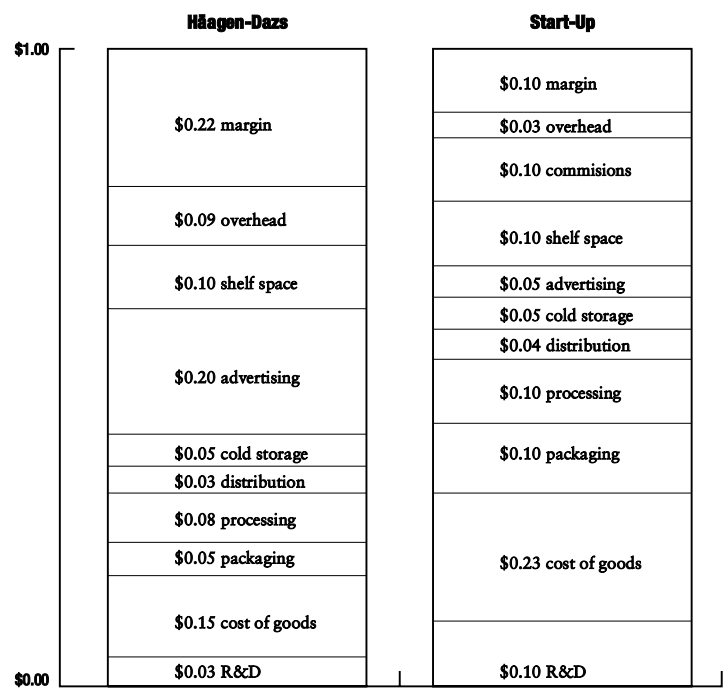 Häagen-Dazs
Start-Up
$1.00
$0.22 margin
$0.09 overhead
$0.10 shelf space
$0.20 advertising
$0.05 cold storage
$0.03 distribution
$0.08 processing
$0.05 packaging
$0.15 cost of goods
$0.03 R&D
$0.10 margin
$0.03 overhead
$0.10 commisions
$0.10 shelf space
$0.05 advertising
$0.05 cold storage
$0.04 distribution
$0.10 processing
$0.10 packaging
$0.23 cost of goods
$0.10 R&D
$0.00